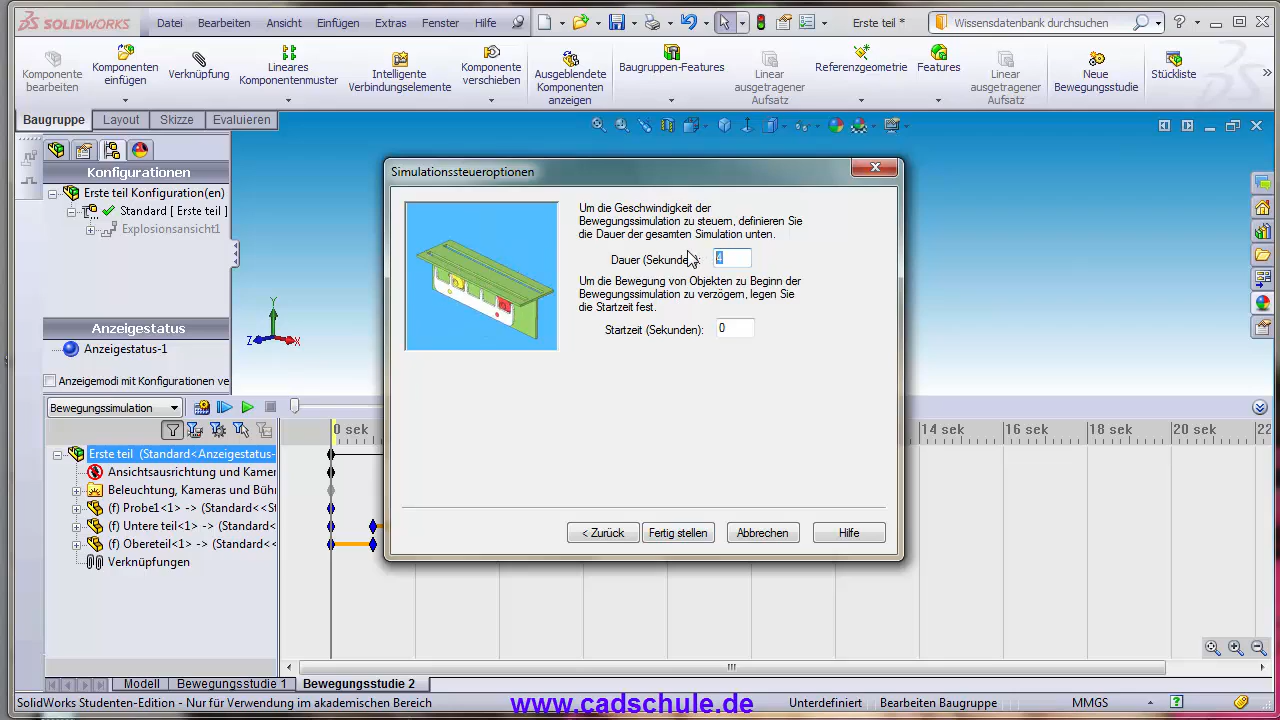 SOLIDWORKS
Datei Bearbeiten Ansicht Einfügen Extras Fenster Hilfe
Erste teil *
Wissensdatenbank durchsuchen
Komponente bearbeiten
Komponenten einfügen
Verknüpfung
Lineares Komponentenmuster
Intelligente Verbindungselemente
Komponente verschieben
Ausgeblendete Komponenten anzeigen
Baugruppen-Features
Linear ausgetragener Aufsatz
Referenzgeometrie
Features
Linear ausgetragener Aufsatz
Neue Bewegungsstudie
Stückliste
Baugruppe Layout Skizze Evaluieren
Konfigurationen
Erste teil Konfiguration(en)
Standard [ Erste teil ]
Explosionsansicht1
Y
Z
X
Anzeigestatus
Anzeigestatus-1
Anzeigemodi mit Konfigurationen ve
Simulationssteueroptionen
Um die Geschwindigkeit der
Bewegungssimulation zu steuern, definieren Sie
die Dauer der gesamten Simulation unten.
Dauer (Sekunden): 4
Um die Bewegung von Objekten zu Beginn der
Bewegungssimulation zu verzögern, legen Sie
die Startzeit fest.
Startzeit (Sekunden): 0
< Zurück Fertig stellen Abbrechen Hilfe
Bewegungssimulation
0 sek 14 sek 16 sek 18 sek 20 sek 22
Erste teil (Standard<Anzeigestatus-
Ansichtsausrichtung und Kamer
Beleuchtung, Kameras und Büh
(f) Probe1<1> -> (Standard<<St
(f) Untere teil<1> -> (Standard<
(f) Obereteil<1> -> (Standard<<
Verknüpfungen
Modell Bewegungsstudie 1 Bewegungsstudie 2
SolidWorks Studenten-Edition - Nur für Verwendung im akademischen Bereich
www.cadschule.de
Unterdefiniert Bearbeiten Baugruppe MMGS